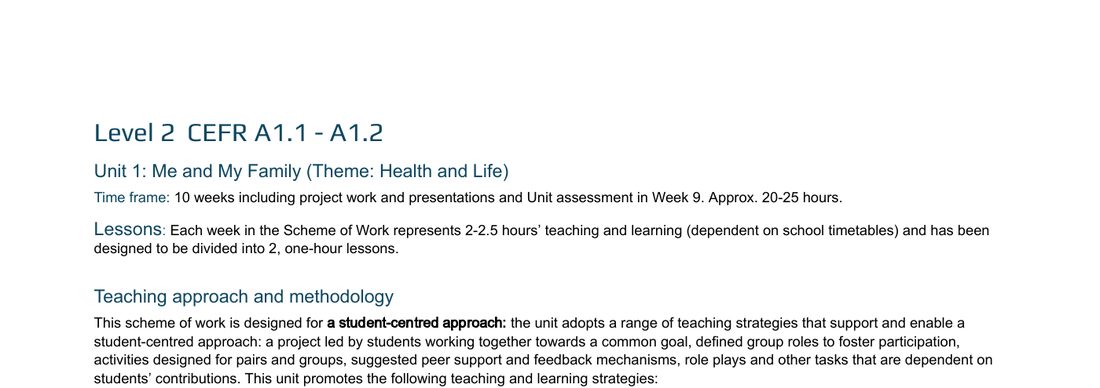 Level 2 CEFR A1.1 - A1.2
Unit 1: Me and My Family (Theme: Health and Life)
Time frame: 10 weeks including project work and presentations and Unit assessment in Week 9. Approx. 20-25 hours.
Lessons: Each week in the Scheme of Work represents 2-2.5 hours’ teaching and learning (dependent on school timetables) and has been
designed to be divided into 2, one-hour lessons.
Teaching approach and methodology
This scheme of work is designed for a student-centred approach: the unit adopts a range of teaching strategies that support and enable a
student-centred approach: a project led by students working together towards a common goal, defined group roles to foster participation,
activities designed for pairs and groups, suggested peer support and feedback mechanisms, role plays and other tasks that are dependent on
students’ contributions. This unit promotes the following teaching and learning strategies: